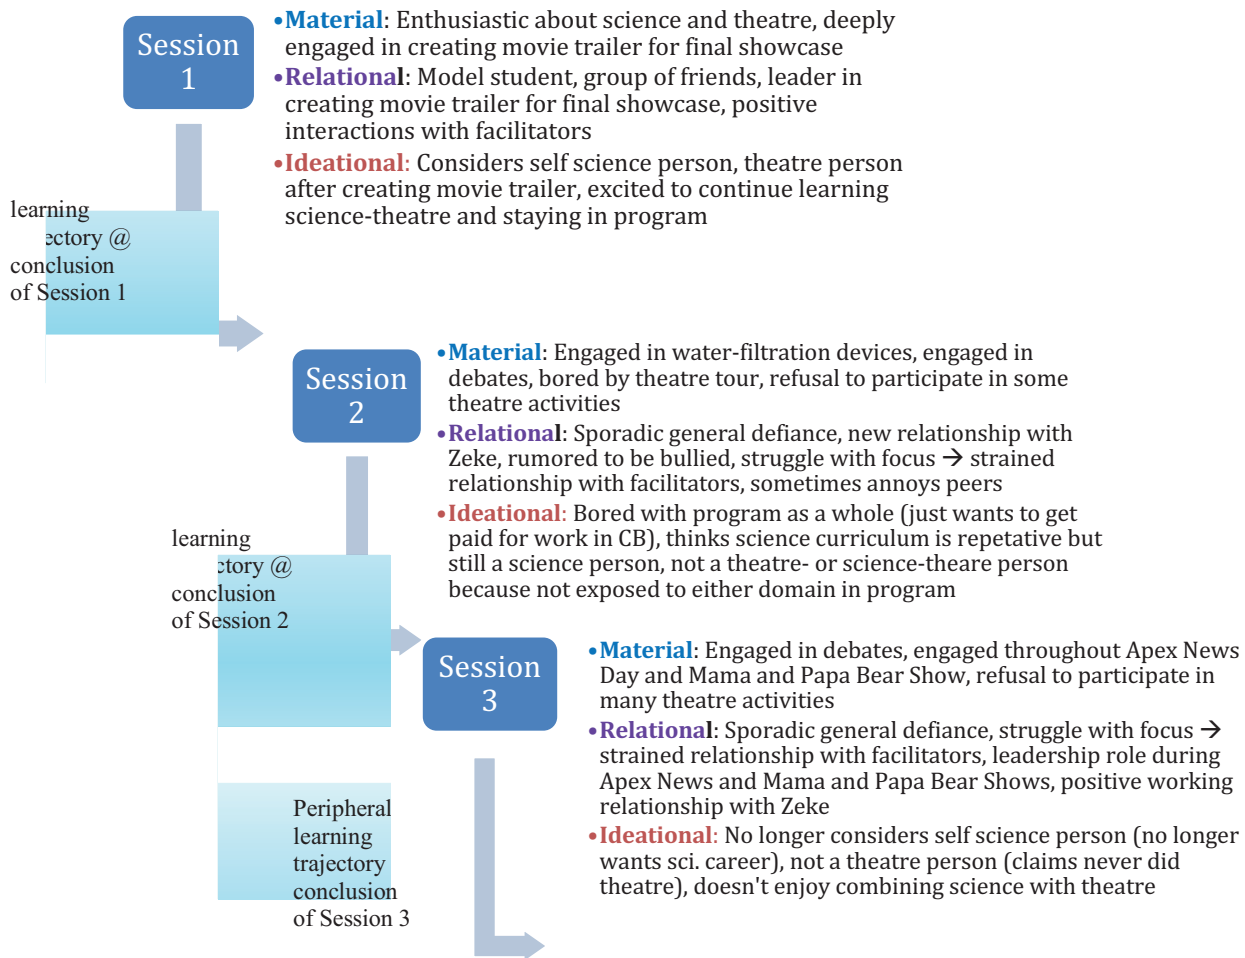 Session
1
•Material: Enthusiastic about science and theatre, deeply
engaged in creating movie trailer for final showcase
•Relational: Model student, group of friends, leader in
creating movie trailer for final showcase, positive
interactions with facilitators
•Ideational: Considers self science person, theatre person
after creating movie trailer, excited to continue learning
science-theatre and staying in program
learning
ectory @
conclusion
of Session 1
Session
2
•Material: Engaged in water-filtration devices, engaged in
debates, bored by theatre tour, refusal to participate in some
theatre activities
•Relational: Sporadic general defiance, new relationship with
Zeke, rumored to be bullied, struggle with focus → strained
relationship with facilitators, sometimes annoys peers
•Ideational: Bored with program as a whole (just wants to get
paid for work in CB), thinks science curriculum is repetative but
still a science person, not a theatre- or science-theare person
because not exposed to either domain in program
learning
ctory @
conclusion
of Session 2
Session
3
•Material: Engaged in debates, engaged throughout Apex News
Day and Mama and Papa Bear Show, refusal to participate in
many theatre activities
•Relational: Sporadic general defiance, struggle with focus →
strained relationship with facilitators, leadership role during
Apex News and Mama and Papa Bear Shows, positive working
relationship with Zeke
•Ideational: No longer considers self science person (no longer
wants sci. career), not a theatre person (claims never did
theatre), doesn't enjoy combining science with theatre
Peripheral
learning
trajectory
conclusion
of Session 3